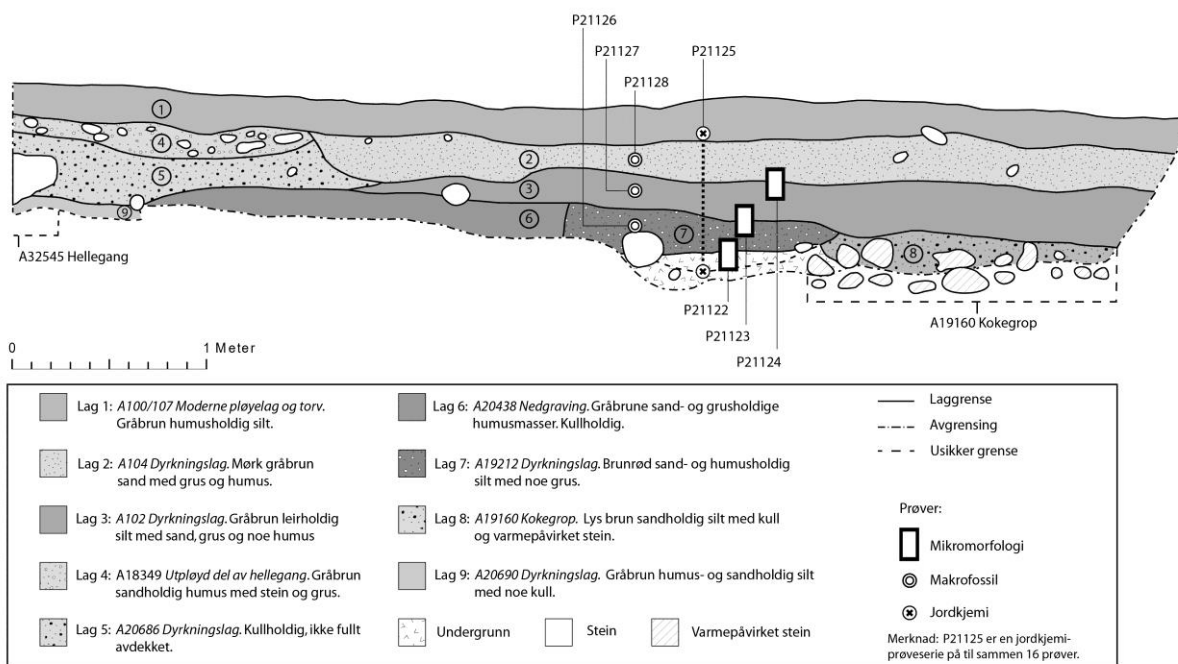 P21126
P21127
P21128
P21125
1
4
5
9
2
3
6
7
8
A32545 Hellegang
P21122
P21123
P21124
A19160 Kokegrop
0 1 Meter
Lag 1: A100/107 Moderne pløyelag og torv.
Gråbrun humusholdig silt.
Lag 2: A104 Dyrkningslag. Mørk gråbrun
sand med grus og humus.
Lag 3: A102 Dyrkningslag. Gråbrun leirholdig
silt med sand, grus og noe humus
Lag 4: A18349 Utpløyd del av hellegang. Gråbrun
sandholdig humus med stein og grus.
Lag 5: A20686 Dyrkningslag. Kullholdig, ikke fullt
avdekket.
Lag 6: A20438 Nedgraving. Gråbrune sand- og grusholdige
humusmasser. Kullholdig.
Lag 7: A19212 Dyrkningslag. Brunrød sand- og humusholdig
silt med noe grus.
Lag 8: A19160 Kokegrop. Lys brun sandholdig silt med kull
og varmepåvirket stein.
Lag 9: A20690 Dyrkningslag. Gråbrun humus- og sandholdig silt
med noe kull.
Undergrunn Stein Varmepåvirket stein
Laggrense
Avgrensing
Usikker grense
Prøver:
Mikromorfologi
Makrofossil
Jordkjemi
Merknad: P21125 er en jordkjemi-
prøveserie på til sammen 16 prøver.